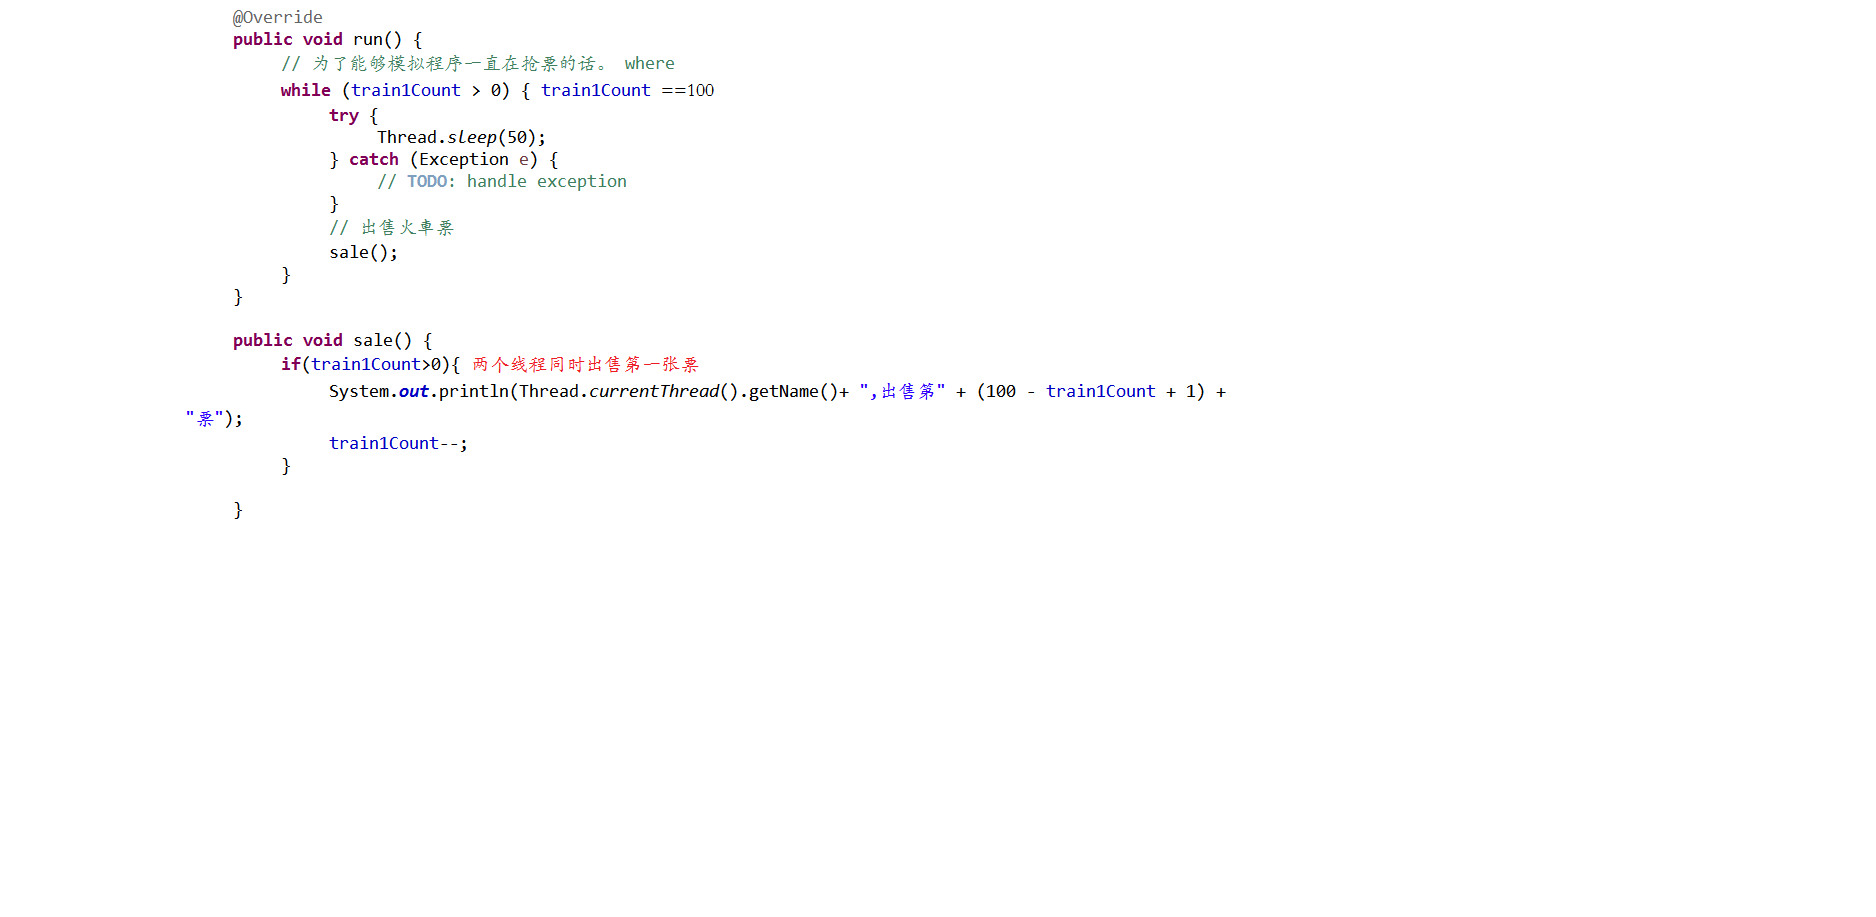 @Override
public void run() {
// 为了能够模拟程序一直在抢票的话。 where
while (train1Count > 0) { train1Count ==100
try {
Thread.sleep(50);
} catch (Exception e) {
// TODO: handle exception
}
// 出售火車票
sale();
}
}
public void sale() {
if(train1Count>0){ 两个线程同时出售第一张票
System.out.println(Thread.currentThread().getName()+ ",出售第" + (100 - train1Count + 1) +
"票");
train1Count--;
}
}